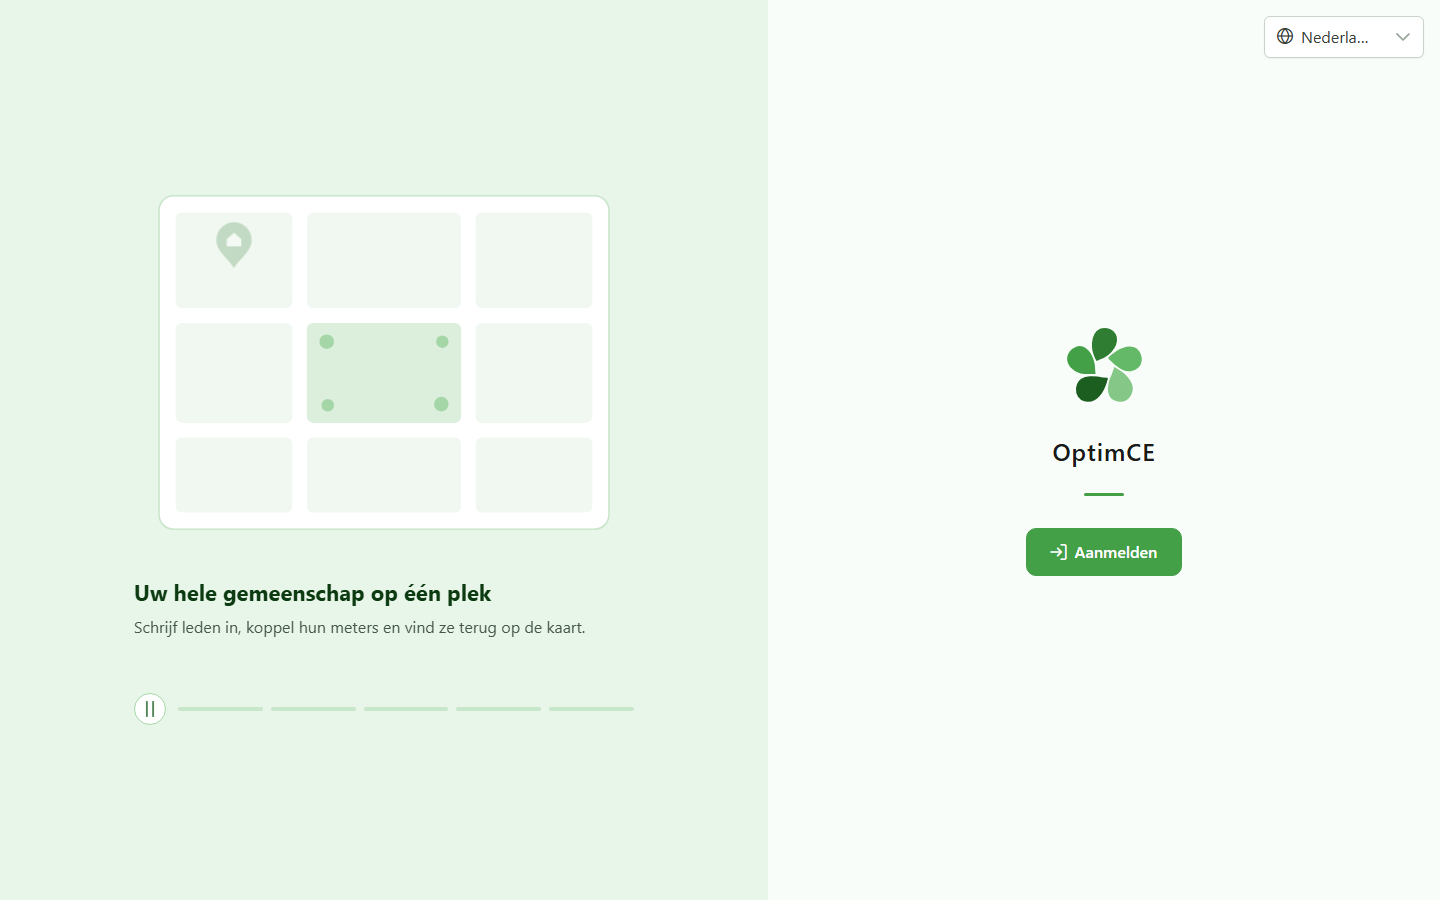 Nederla...
Uw hele gemeenschap op één plek
Schrijf leden in, koppel hun meters en vind ze terug op de kaart.
OptimCE
Aanmelden